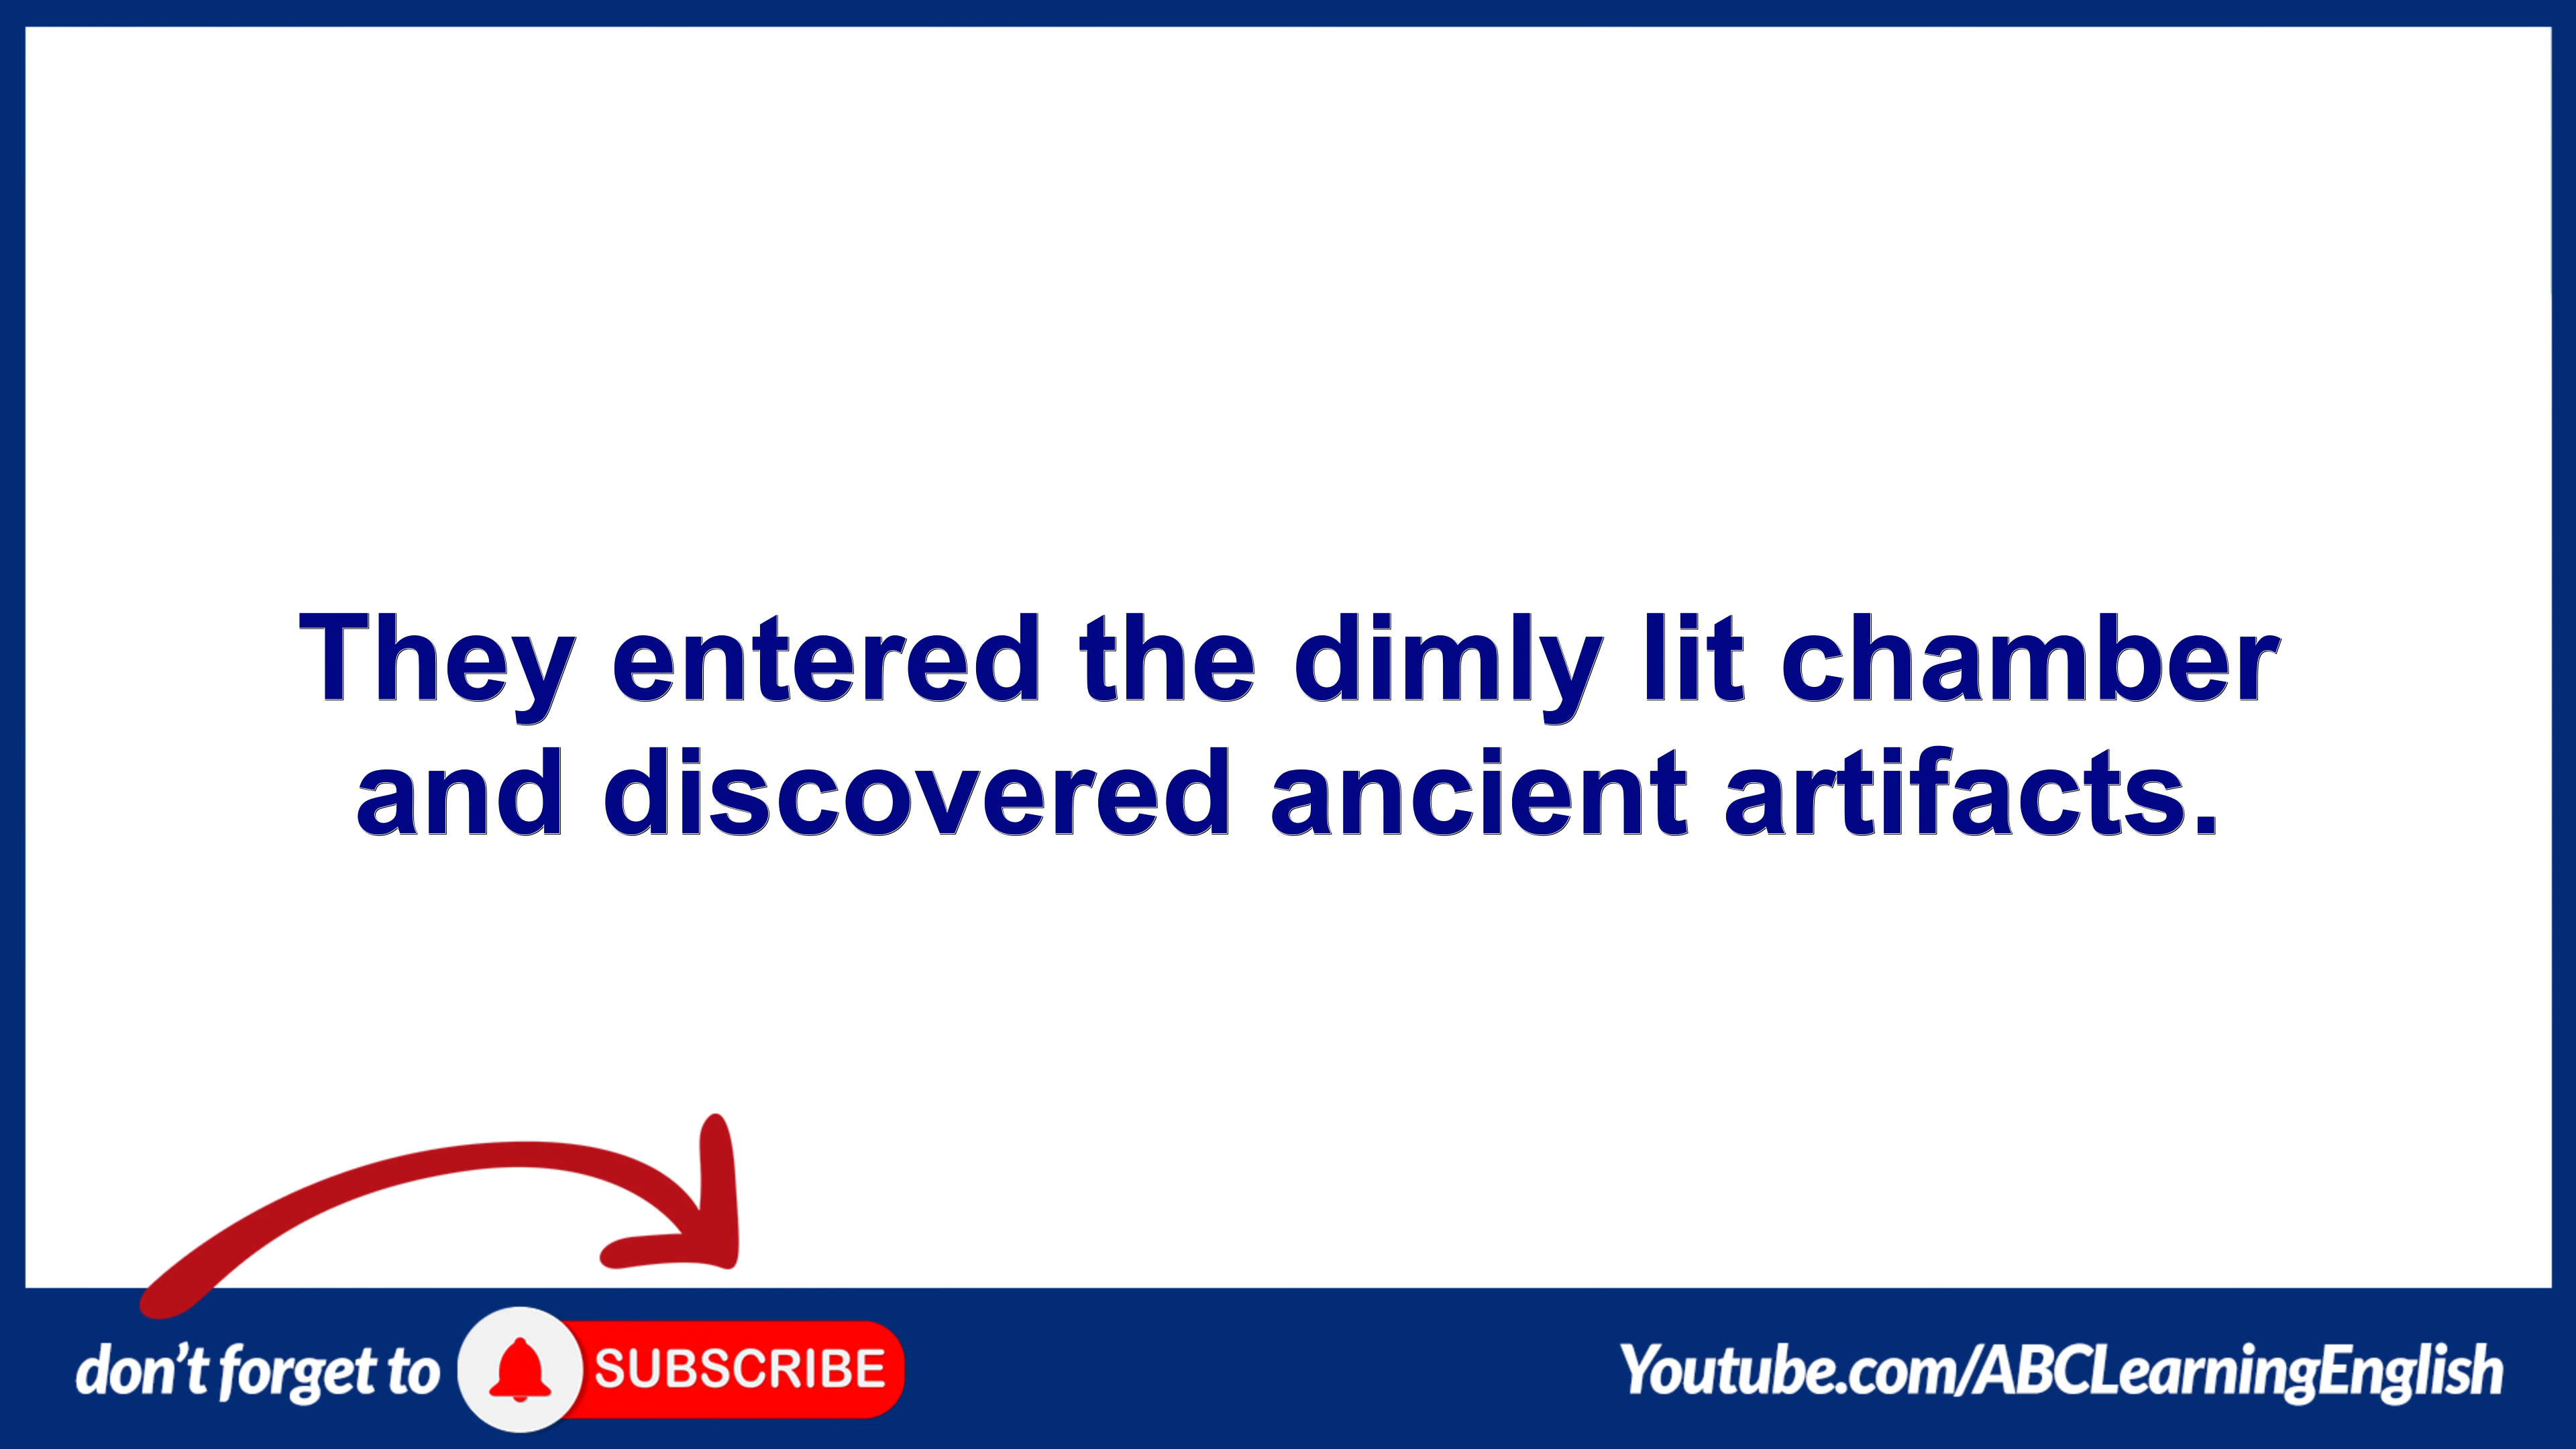 They entered the dimly lit chamber
and discovered ancient artifacts.
don't forget to SUBSCRIBE
Youtube.com/ABCLearningEnglish